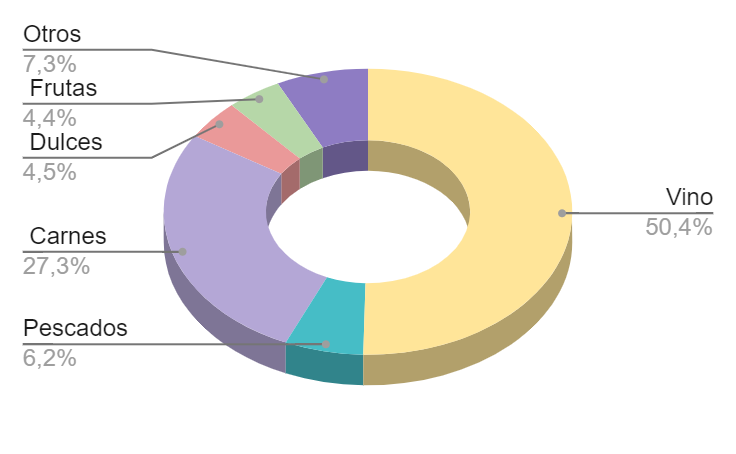 Otros
7,3%
Frutas
4,4%
Dulces
4,5%
Carnes
27,3%
Pescados
6,2%
Vino
50,4%